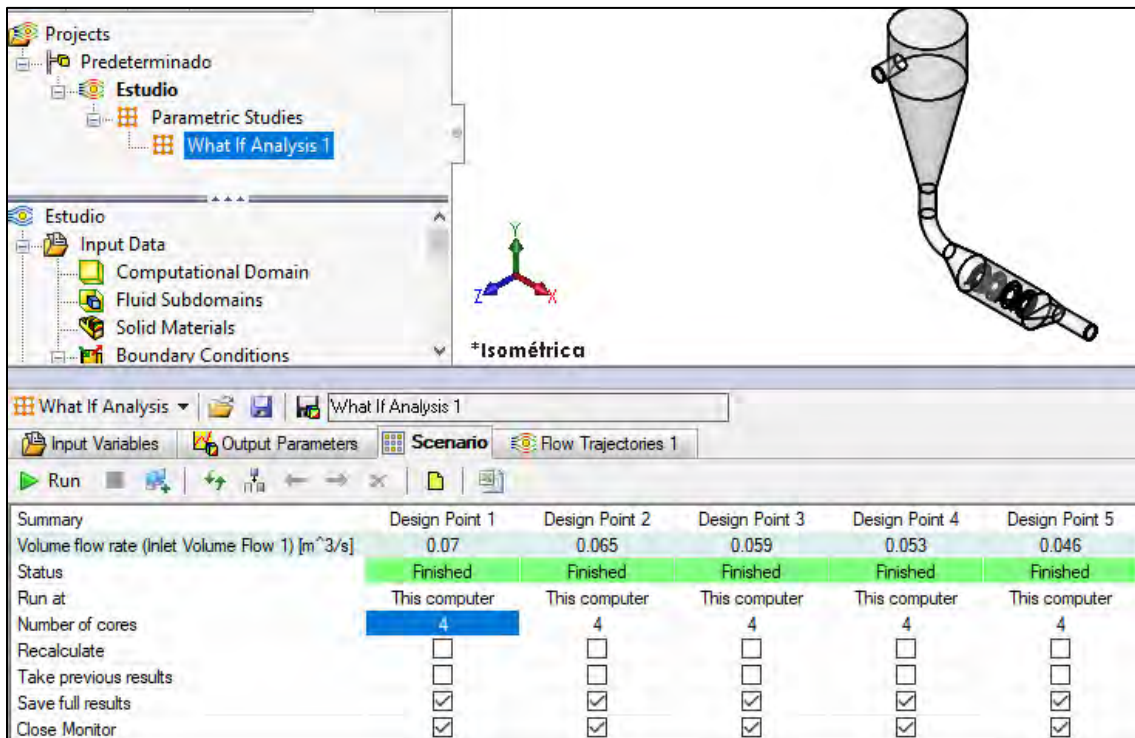 Projects
Predeterminado
Estudio
Parametric Studies
What If Analysis 1
Estudio
Input Data
Computational Domain
Fluid Subdomains
Solid Materials
Boundary Conditions
Y
Z
X
*Isométrica
What If Analysis What If Analysis 1
Input Variables Output Parameters Scenario Flow Trajectories 1
Run
Summary Design Point 1 Design Point 2 Design Point 3 Design Point 4 Design Point 5
Volume flow rate (Inlet Volume Flow 1) [m^3/s] 0.07 0.065 0.059 0.053 0.046
Status Finished Finished Finished Finished Finished
Run at This computer This computer This computer This computer This computer
Number of cores 4 4 4 4 4
Recalculate
Take previous results
Save full results
Close Monitor